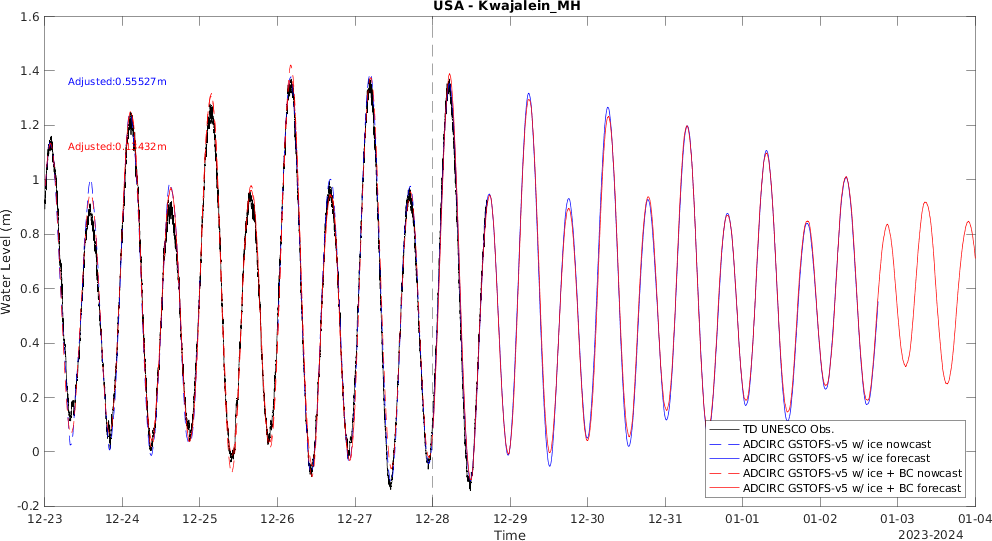 USA - Kwajalein_MH
1.6
1.4
1.2
1
0.8
0.6
0.4
0.2
0
-0.2
Water Level (m)
Adjusted:0.55527m
Adjusted:0.13432m
TD UNESCO Obs.
ADCIRC GSTOFS-v5 w/ ice nowcast
ADCIRC GSTOFS-v5 w/ ice forecast
ADCIRC GSTOFS-v5 w/ ice + BC nowcast
ADCIRC GSTOFS-v5 w/ ice + BC forecast
12-23 12-24 12-25 12-26 12-27 12-28 12-29 12-30 12-31 01-01 01-02 01-03 01-04
Time
2023-2024